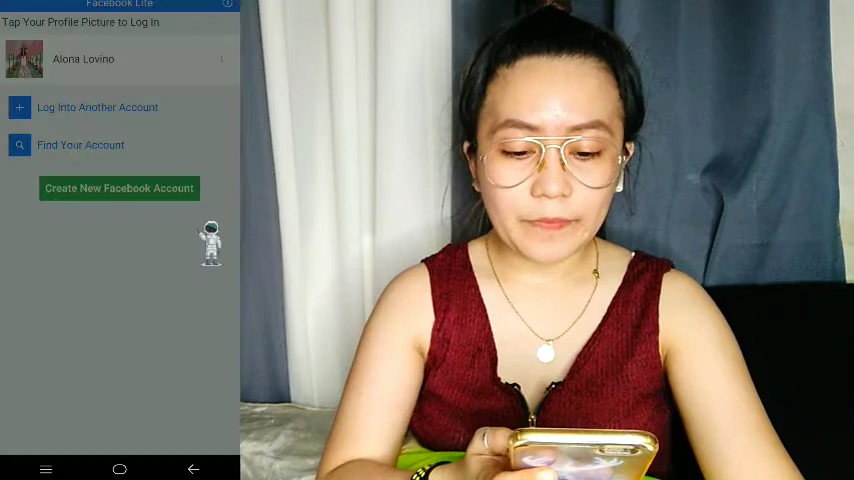 Facebook Lite
Tap Your Profile Picture to Log In
Alona Lovino
Log Into Another Account
Find Your Account
Create New Facebook Account